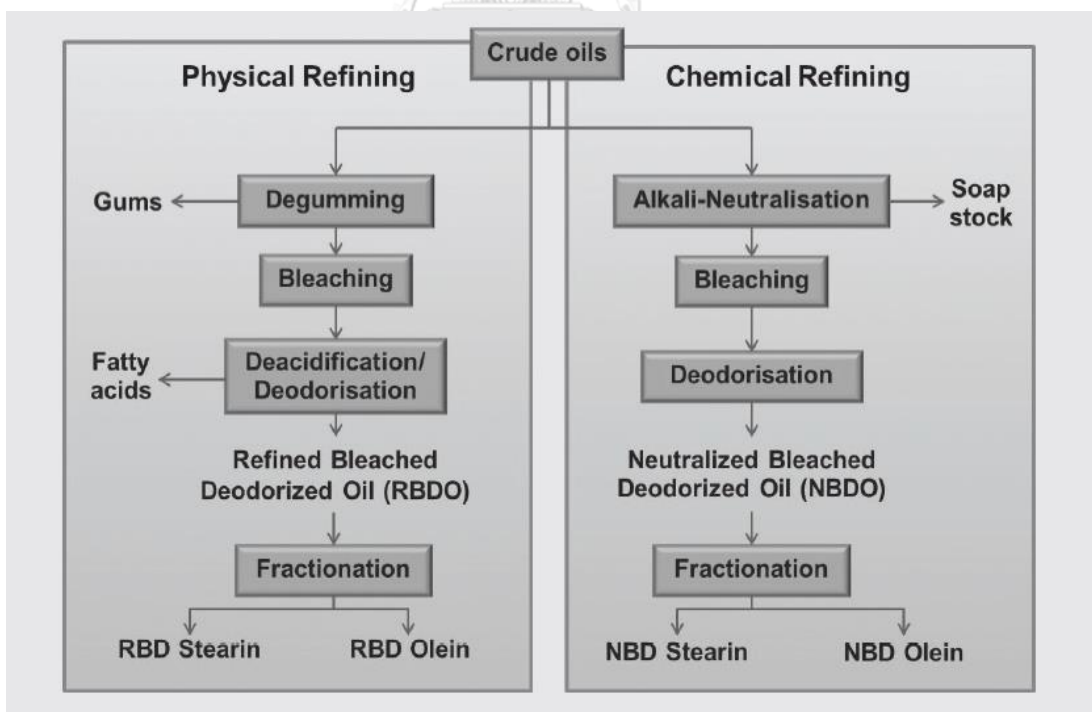 Crude oils
Physical Refining
Gums
Degumming
Bleaching
Fatty
acids
Deacidification/
Deodorisation
Refined Bleached
Deodorized Oil (RBDO)
Fractionation
RBD Stearin
RBD Olein
Chemical Refining
Alkali-Neutralisation
Soap
stock
Bleaching
Deodorisation
Neutralized Bleached
Deodorized Oil (NBDO)
Fractionation
NBD Stearin
NBD Olein